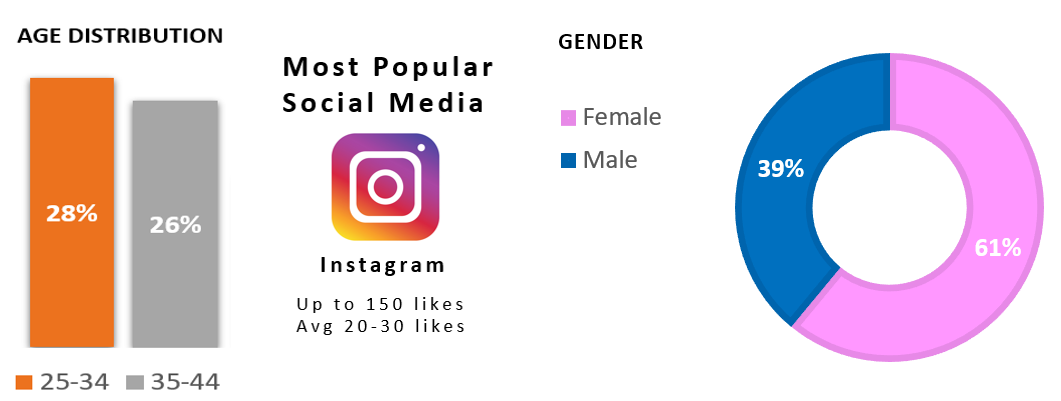 AGE DISTRIBUTION
28%
26%
25-34
35-44
Most Popular
Social Media
Instagram
Up to 150 likes
Avg 20-30 likes
GENDER
Female
Male
39%
61%